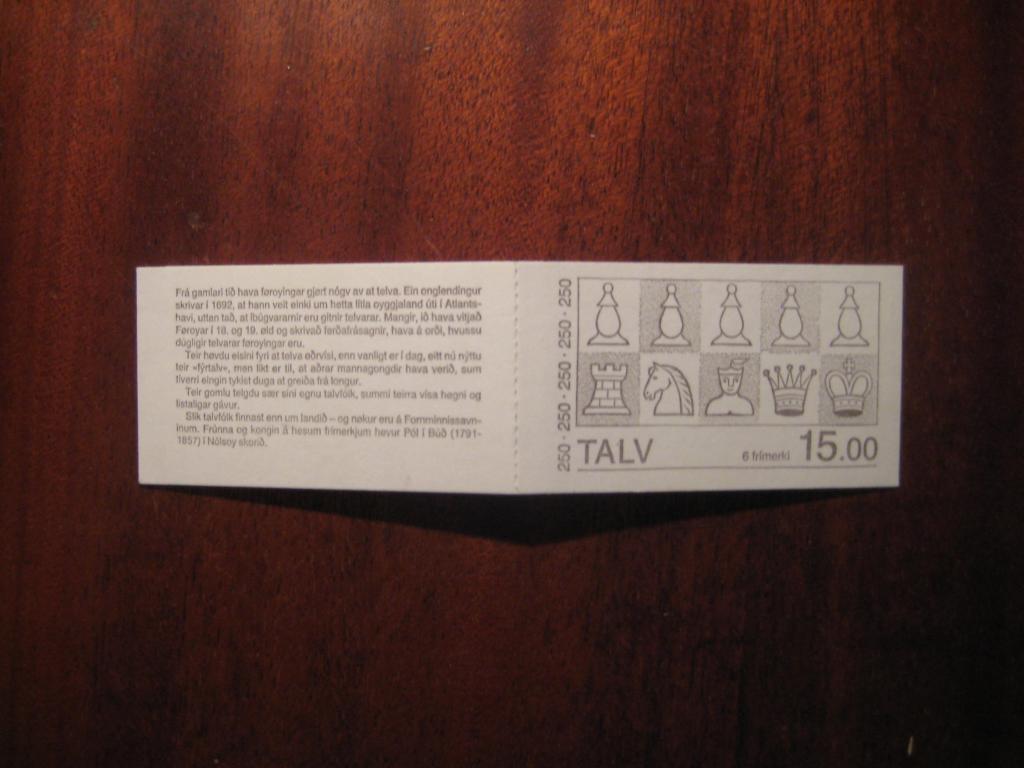 Frá gamlari tíð hava føroyingar gjørt nógv av at telva. Ein onglendingur
skrivar í 1692, at hann veit einki um hetta lítla oyggjaland úti í Atlants-
havi, uttan tað, at íbúgvararnir eru gitnir telvarar. Mangir, ið hava vitjað
Føroyar í 18. og 19. øld og skrivað ferðafrásagnir, hava á orði, hvussu
dúgligir telvarar føroyingar eru.
Teir høvdu eisini fyri at telva eðrvísi, enn vanligt er í dag, eitt nú nýttu
teir »fýrtalv«, men líkt er til, at aðrar mannagongdir hava verið, sum
tíverri eingin tykist duga at greiða frá longur.
Teir gomlu telgdu sær síni egnu talvfólk, summi teirra vísa hegni og
listaligar gávur.
Slík talvfólk finnast enn um landið – og nøkur eru á Fornminnissavn-
inum. Frúnna og kongin á hesum frímerkjum hevur Pól í Búð (1791-
1857) í Nólsoy skorið.
250 · 250 · 250 · 250 · 250 · 250
TALV
6 frímerki 15.00